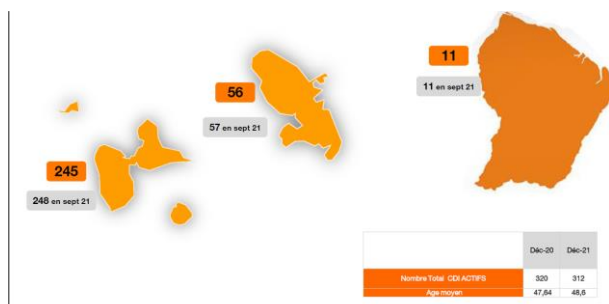 11
11 en sept 21
56
57 en sept 21
245
248 en sept 21
Déc-20 Déc-21
Nombre Total CDI ACTIFS 320 312
Age moyen 47,64 48,6